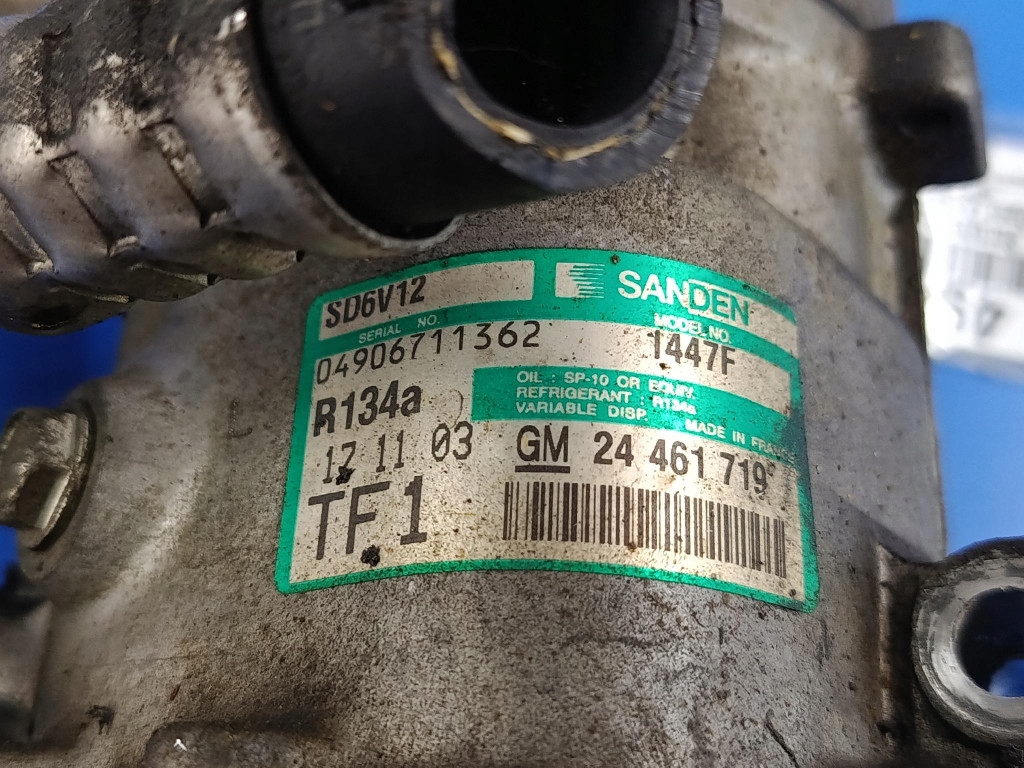 SD6V12
SANDEN
SERIAL NO.
MODEL NO.
04906711362
1447F
OIL : SP-10 OR EQUIV.
REFRIGERANT : R134a
VARIABLE DISP.
R134a
MADE IN FRANCE
12 11 03
GM 24 461 719
TF1